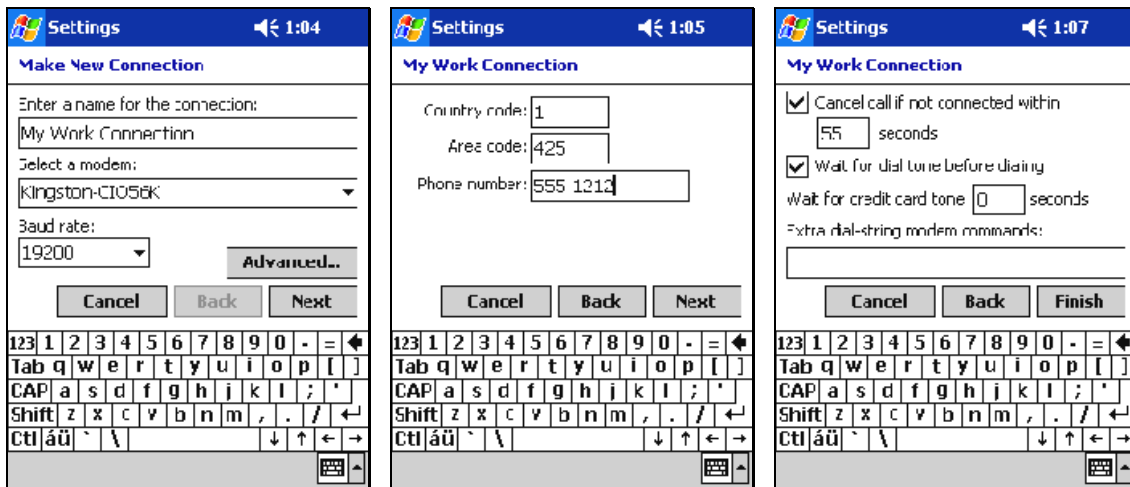 Settings 1:04
Make New Connection
Enter a name for the connection:
My Work Connection
Select a modem:
Kingston-CIO56K
Baud rate:
19200
Advanced...
Cancel Back Next
123 1 2 3 4 5 6 7 8 9 0 - =
Tab q w e r t y u i o p [ ]
CAP a s d f g h j k l ; '
Shift z x c v b n m , . /
Ctl áü ` \
Settings 1:05
My Work Connection
Country code: 1
Area code: 425
Phone number: 555 1212
Cancel Back Next
123 1 2 3 4 5 6 7 8 9 0 - =
Tab q w e r t y u i o p [ ]
CAP a s d f g h j k l ; '
Shift z x c v b n m , . /
Ctl áü ` \
Settings 1:07
My Work Connection
Cancel call if not connected within
55 seconds
Wait for dial tone before dialing
Wait for credit card tone 0 seconds
Extra dial-string modem commands:
Cancel Back Finish
123 1 2 3 4 5 6 7 8 9 0 - =
Tab q w e r t y u i o p [ ]
CAP a s d f g h j k l ; '
Shift z x c v b n m , . /
Ctl áü ` \